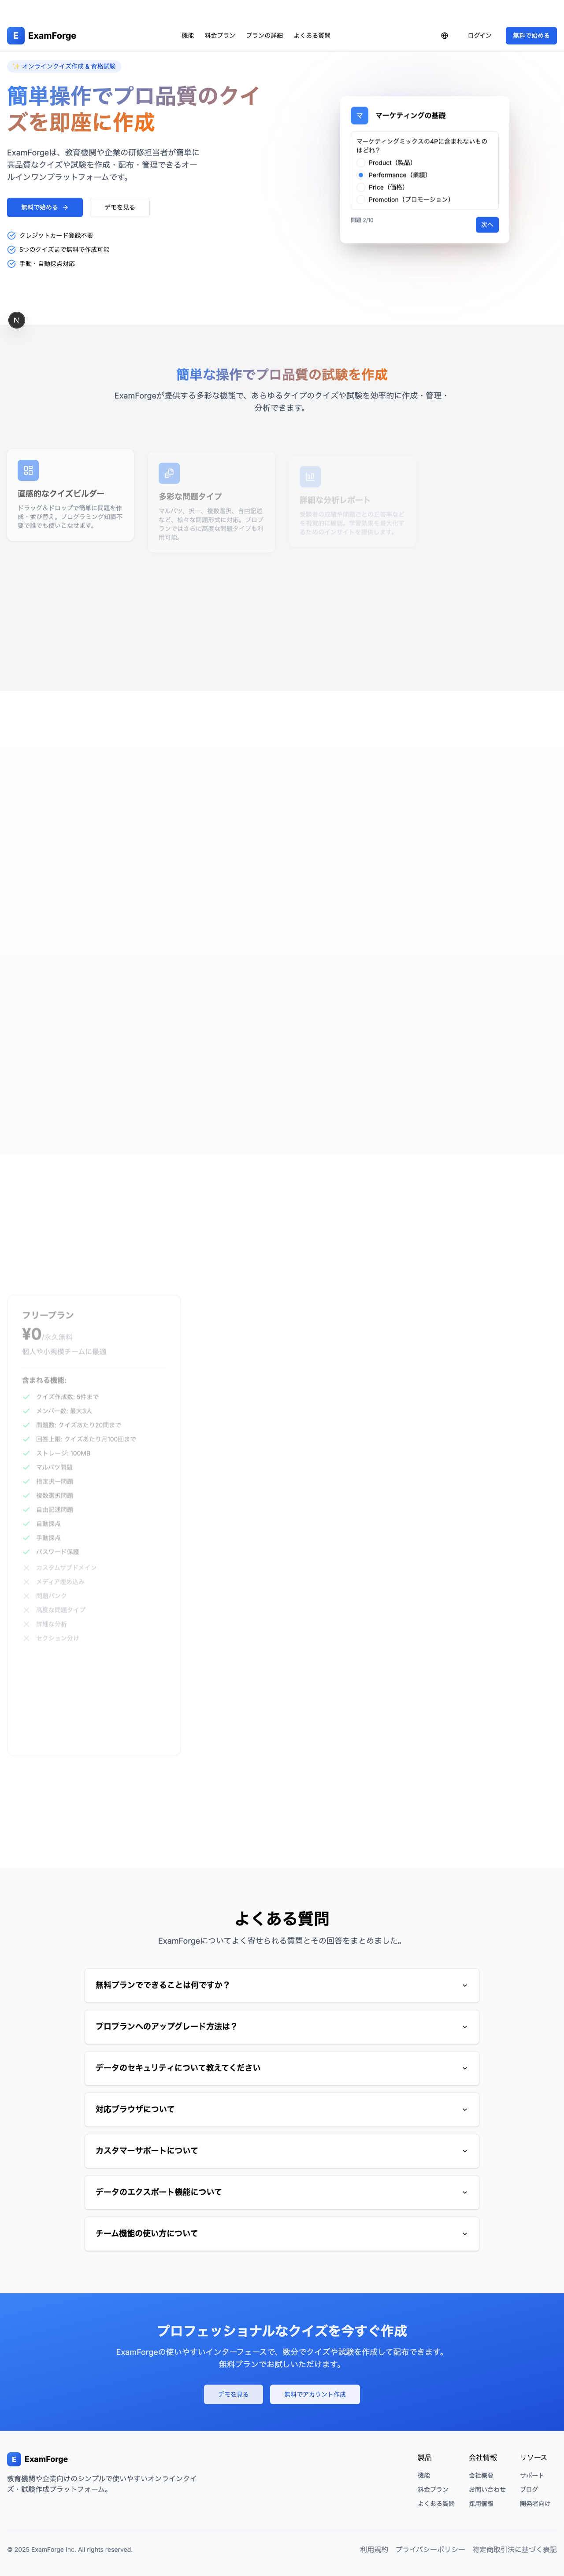 E ExamForge
機能 料金プラン プランの詳細 よくある質問
ログイン 無料で始める
✨ オンラインクイズ作成 & 資格試験
簡単操作でプロ品質のクイ
ズを即座に作成
ExamForgeは、教育機関や企業の研修担当者が簡単に
高品質なクイズや試験を作成・配布・管理できるオー
ルインワンプラットフォームです。
無料で始める → デモを見る
クレジットカード登録不要
5つのクイズまで無料で作成可能
手動・自動採点対応
マ マーケティングの基礎
マーケティングミックスの4Pに含まれないもの
はどれ?
Product(製品)
Performance(業績)
Price(価格)
Promotion(プロモーション)
問題 2/10
次へ
N
簡単な操作でプロ品質の試験を作成
ExamForgeが提供する多彩な機能で、あらゆるタイプのクイズや試験を効率的に作成・管理・
分析できます。
直感的なクイズビルダー
ドラッグ&ドロップで簡単に問題を作
成・並び替え。プログラミング知識不
要で誰でも使いこなせます。
多彩な問題タイプ
マルバツ、択一、複数選択、自由記述
など、様々な問題形式に対応。プロプ
ランではさらに高度な問題タイプも利
用可能。
詳細な分析レポート
フリープラン
¥0/永久無料
個人や小規模チームに最適
含まれる機能:
クイズ作成数: 5件まで
メンバー数: 最大3人
問題数: クイズあたり20問まで
回答上限: クイズあたり月100回まで
ストレージ: 100MB
マルバツ問題
指定択一問題
複数選択問題
自由記述問題
自動採点
手動採点
パスワード保護
カスタムサブドメイン
メディア埋め込み
問題バンク
高度な問題タイプ
詳細な分析
セクション分け
よくある質問
ExamForgeについてよく寄せられる質問とその回答をまとめました。
無料プランでできることは何ですか?
プロプランへのアップグレード方法は?
データのセキュリティについて教えてください
対応ブラウザについて
カスタマーサポートについて
データのエクスポート機能について
チーム機能の使い方について
プロフェッショナルなクイズを今すぐ作成
ExamForgeの使いやすいインターフェースで、数分でクイズや試験を作成して配布できます。
無料プランでお試しいただけます。
デモを見る 無料でアカウント作成
E ExamForge
教育機関や企業向けのシンプルで使いやすいオンラインクイ
ズ・試験作成プラットフォーム。
製品
機能
料金プラン
よくある質問
会社情報
会社概要
お問い合わせ
採用情報
リソース
サポート
ブログ
開発者向け
© 2025 ExamForge Inc. All rights reserved.
利用規約 プライバシーポリシー 特定商取引法に基づく表記